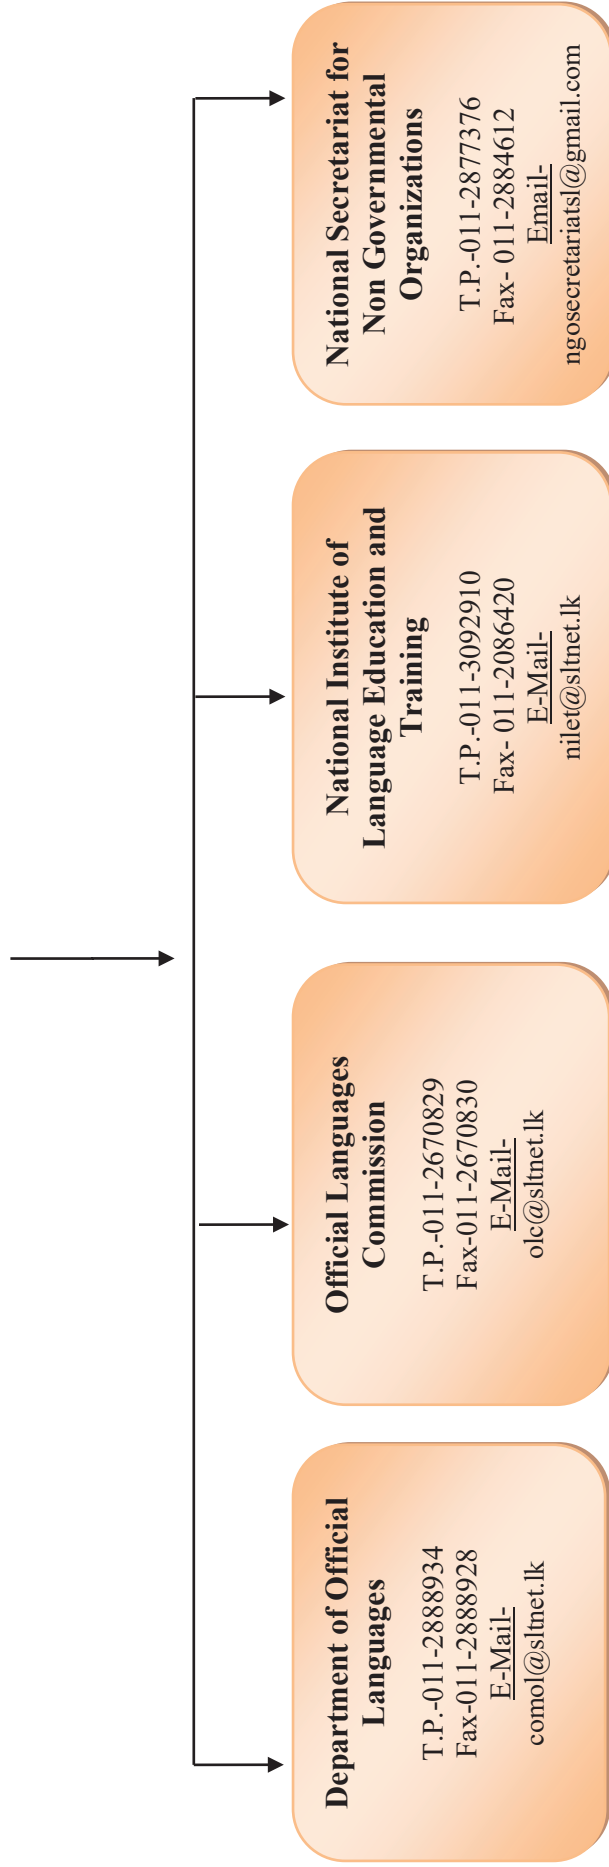 Department of Official
Languages
T.P.-011-2888934
Fax-011-2888928
E-Mail-
comol@sltnet.lk
Official Languages
Commission
T.P.-011-2670829
Fax-011-2670830
E-Mail-
olc@sltnet.lk
National Institute of
Language Education and
Training
T.P.-011-3092910
Fax- 011-2086420
E-Mail-
nilet@sltnet.lk
National Secretariat for
Non Governmental
Organizations
T.P.-011-2877376
Fax- 011-2884612
Email-
ngosecretariatsl@gmail.com